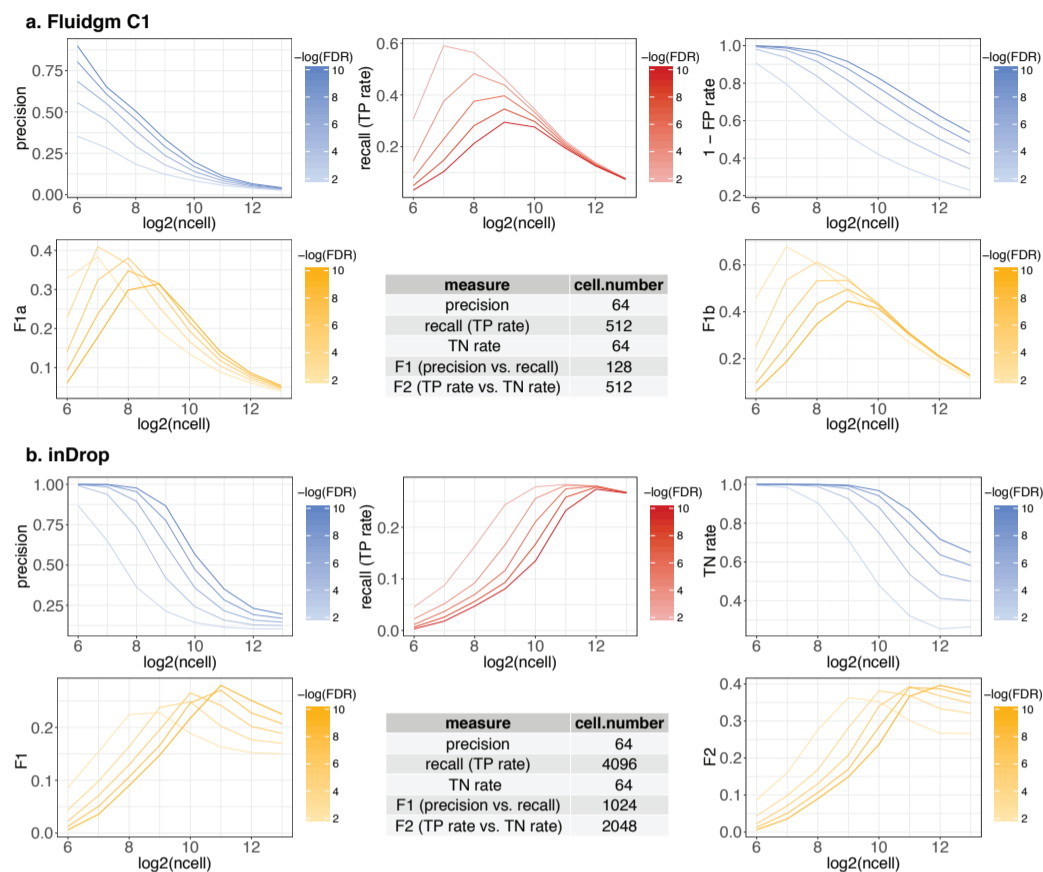 a. Fluidgm C1
precision
0.75
0.50
0.25
0.00
6 8 10 12
log2(ncell)
−log(FDR)
10
8
6
4
2
recall (TP rate)
0.6
0.4
0.2
6 8 10 12
log2(ncell)
−log(FDR)
10
8
6
4
2
1 − FP rate
1.0
0.8
0.6
0.4
0.2
6 8 10 12
log2(ncell)
−log(FDR)
10
8
6
4
2
F1a
0.4
0.3
0.2
0.1
6 8 10 12
log2(ncell)
−log(FDR)
10
8
6
4
2
measure cell.number
precision 64
recall (TP rate) 512
TN rate 64
F1 (precision vs. recall) 128
F2 (TP rate vs. TN rate) 512
F1b
0.6
0.4
0.2
6 8 10 12
log2(ncell)
−log(FDR)
10
8
6
4
2
b. inDrop
precision
1.00
0.75
0.50
0.25
6 8 10 12
log2(ncell)
−log(FDR)
10
8
6
4
2
recall (TP rate)
0.2
0.1
0.0
6 8 10 12
log2(ncell)
−log(FDR)
10
8
6
4
2
TN rate
1.0
0.8
0.6
0.4
6 8 10 12
log2(ncell)
−log(FDR)
10
8
6
4
2
F1
0.2
0.1
0.0
6 8 10 12
log2(ncell)
−log(FDR)
10
8
6
4
2
measure cell.number
precision 64
recall (TP rate) 4096
TN rate 64
F1 (precision vs. recall) 1024
F2 (TP rate vs. TN rate) 2048
F2
0.4
0.3
0.2
0.1
0.0
6 8 10 12
log2(ncell)
−log(FDR)
10
8
6
4
2